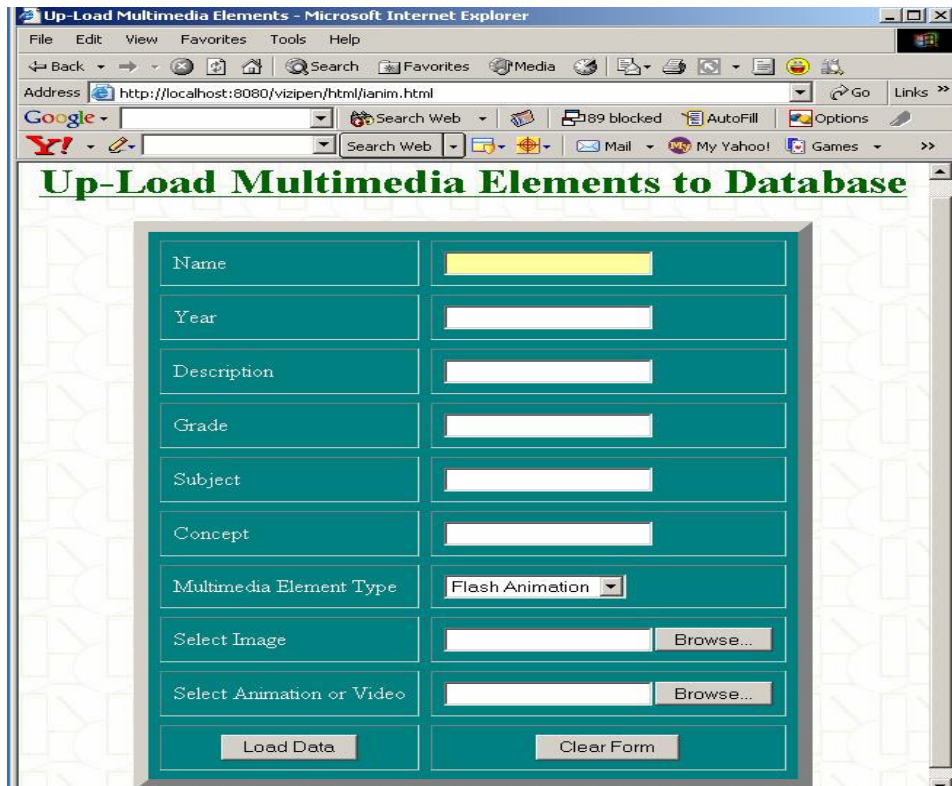 Up-Load Multimedia Elements - Microsoft Internet Explorer
File Edit View Favorites Tools Help
Back Search Favorites Media
Address http://localhost:8080/vizipen/html/ianim.html Go Links »
Google Search Web 89 blocked AutoFill Options
Y! Search Web Mail My My Yahoo! Games »
Up-Load Multimedia Elements to Database
Name
Year
Description
Grade
Subject
Concept
Multimedia Element Type Flash Animation
Select Image Browse...
Select Animation or Video Browse...
Load Data Clear Form